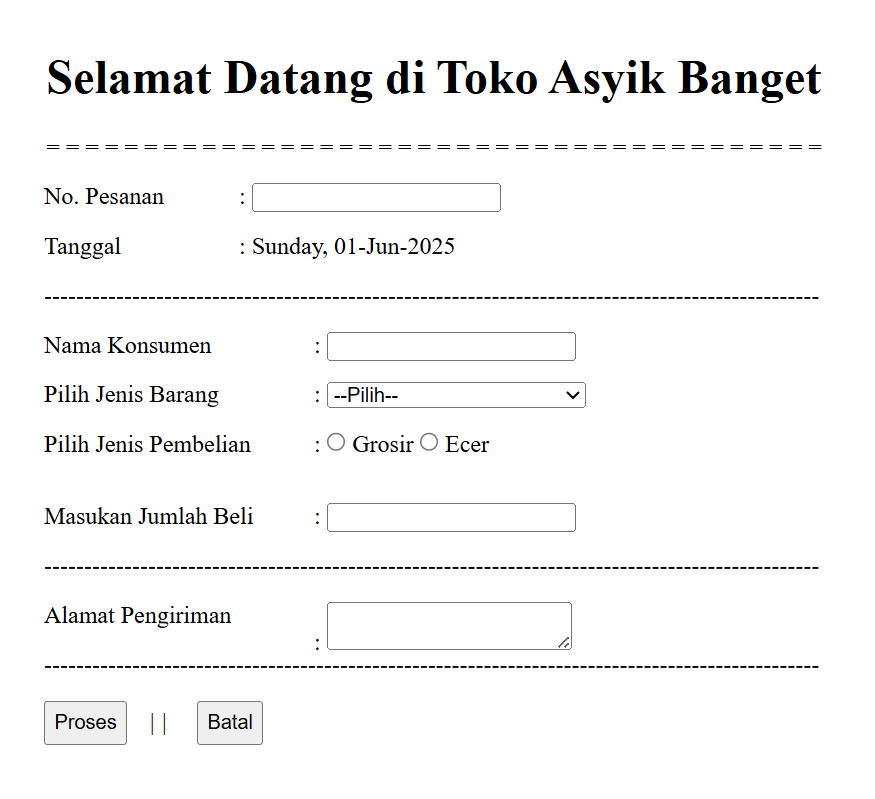 Selamat Datang di Toko Asyik Banget
= = = = = = = = = = = = = = = = = = = = = = = = = = = = = = = = = = = = = = = =
No. Pesanan :
Tanggal : Sunday, 01-Jun-2025
-------------------------------------------------------------------------------------------------
Nama Konsumen :
Pilih Jenis Barang : --Pilih--
Pilih Jenis Pembelian : Grosir Ecer
Masukan Jumlah Beli :
-------------------------------------------------------------------------------------------------
Alamat Pengiriman :
-------------------------------------------------------------------------------------------------
Proses || Batal